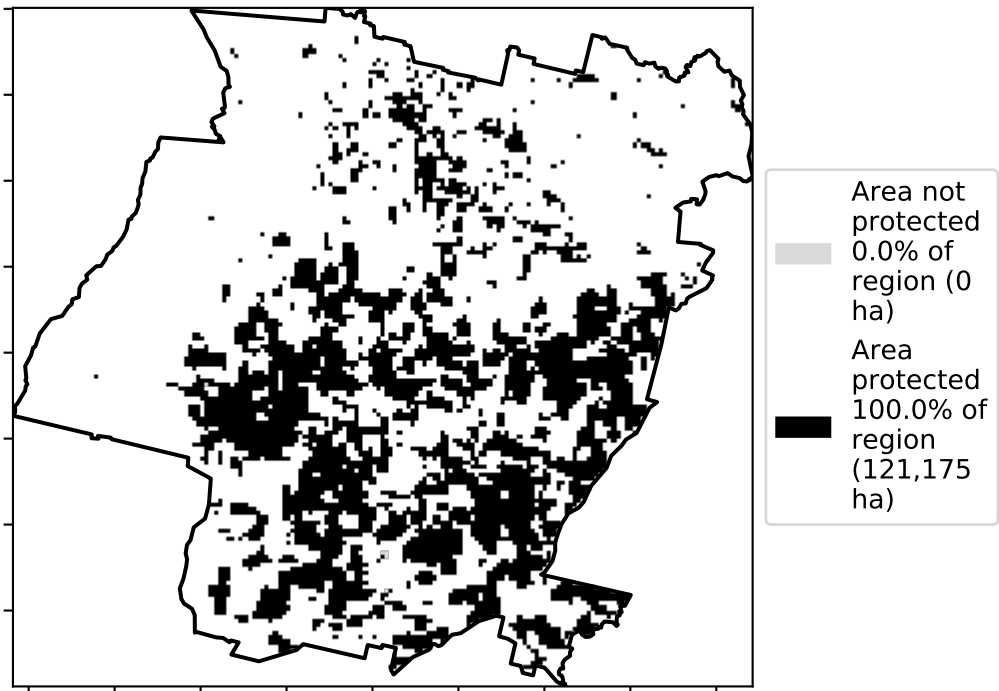 Area not
protected
0.0% of
region (0
ha)
Area
protected
100.0% of
region
(121,175
ha)